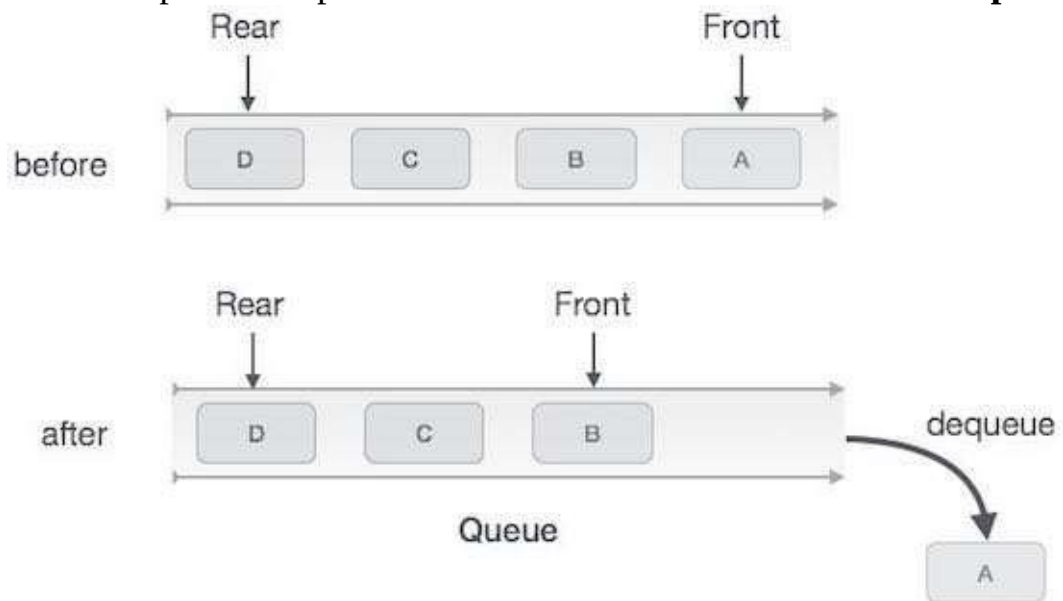 Rear Front
before D C B A
Rear Front
after D C B dequeue
Queue
A